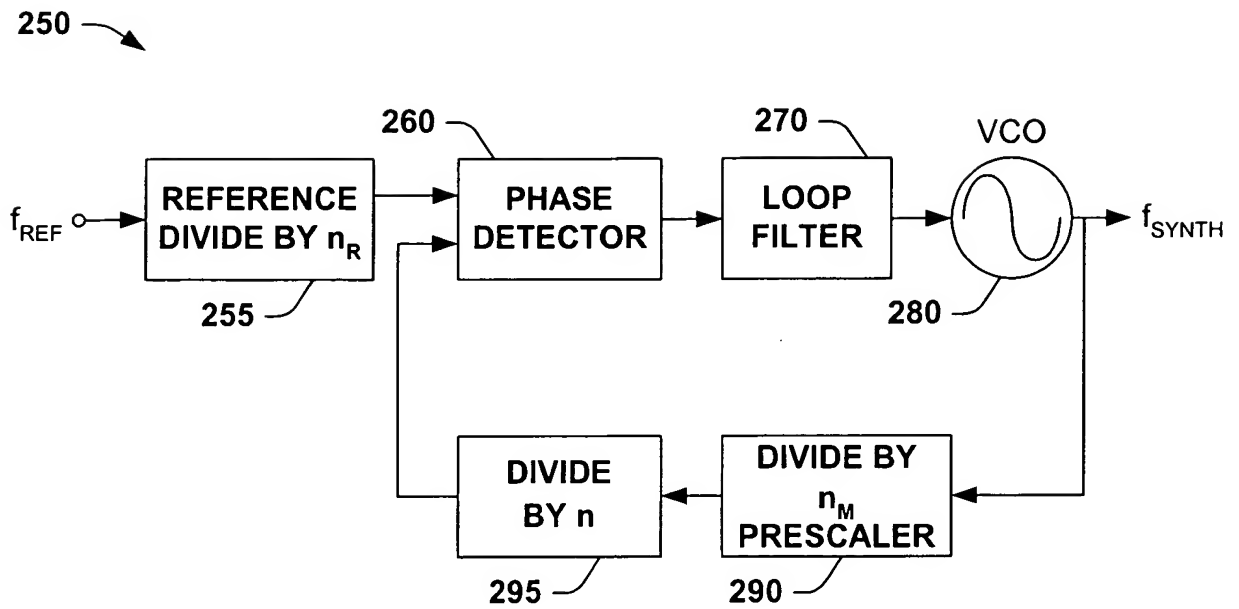 250
260
270
VCO
f_REF
REFERENCE
DIVIDE BY n_R
PHASE
DETECTOR
LOOP
FILTER
f_SYNTH
255
280
DIVIDE
BY n
DIVIDE BY
n_M
PRESCALER
295
290